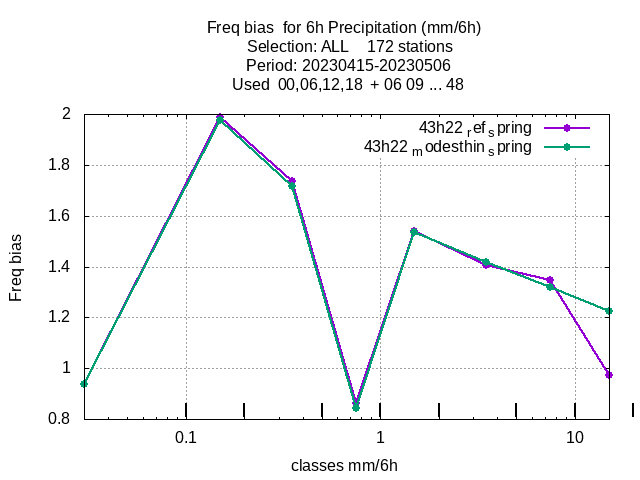 Freq bias  for 6h Precipitation (mm/6h)
Selection: ALL    172 stations
Period: 20230415-20230506
Used  00,06,12,18  + 06 09 ... 48
43h22 ref spring
43h22 modesthin spring
2
1.8
1.6
1.4
1.2
1
0.8
Freq bias
0.1 1 10
classes mm/6h